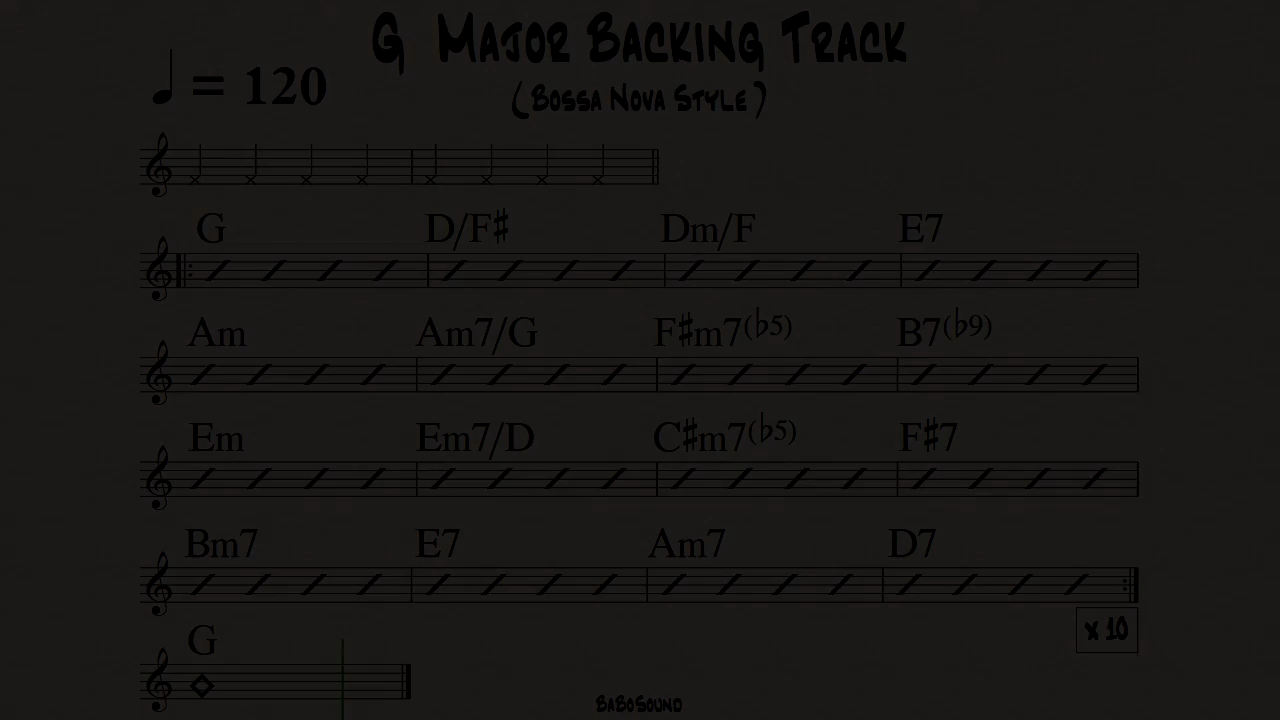 G Major Backing Track
♩ = 120
(Bossa Nova Style)
G D/F♯ Dm/F E7
Am Am7/G F♯m7(♭5) B7(♭9)
Em Em7/D C♯m7(♭5) F♯7
Bm7 E7 Am7 D7
x 10
G
BaBoSound